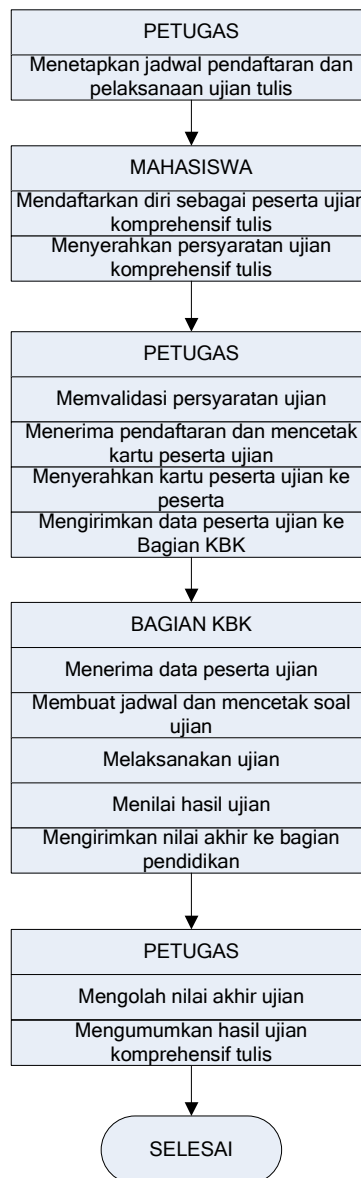 PETUGAS
Menetapkan jadwal pendaftaran dan
pelaksanaan ujian tulis
MAHASISWA
Mendaftarkan diri sebagai peserta ujian
komprehensif tulis
Menyerahkan persyaratan ujian
komprehensif tulis
PETUGAS
Memvalidasi persyaratan ujian
Menerima pendaftaran dan mencetak
kartu peserta ujian
Menyerahkan kartu peserta ujian ke
peserta
Mengirimkan data peserta ujian ke
Bagian KBK
BAGIAN KBK
Menerima data peserta ujian
Membuat jadwal dan mencetak soal
ujian
Melaksanakan ujian
Menilai hasil ujian
Mengirimkan nilai akhir ke bagian
pendidikan
PETUGAS
Mengolah nilai akhir ujian
Mengumumkan hasil ujian
komprehensif tulis
SELESAI